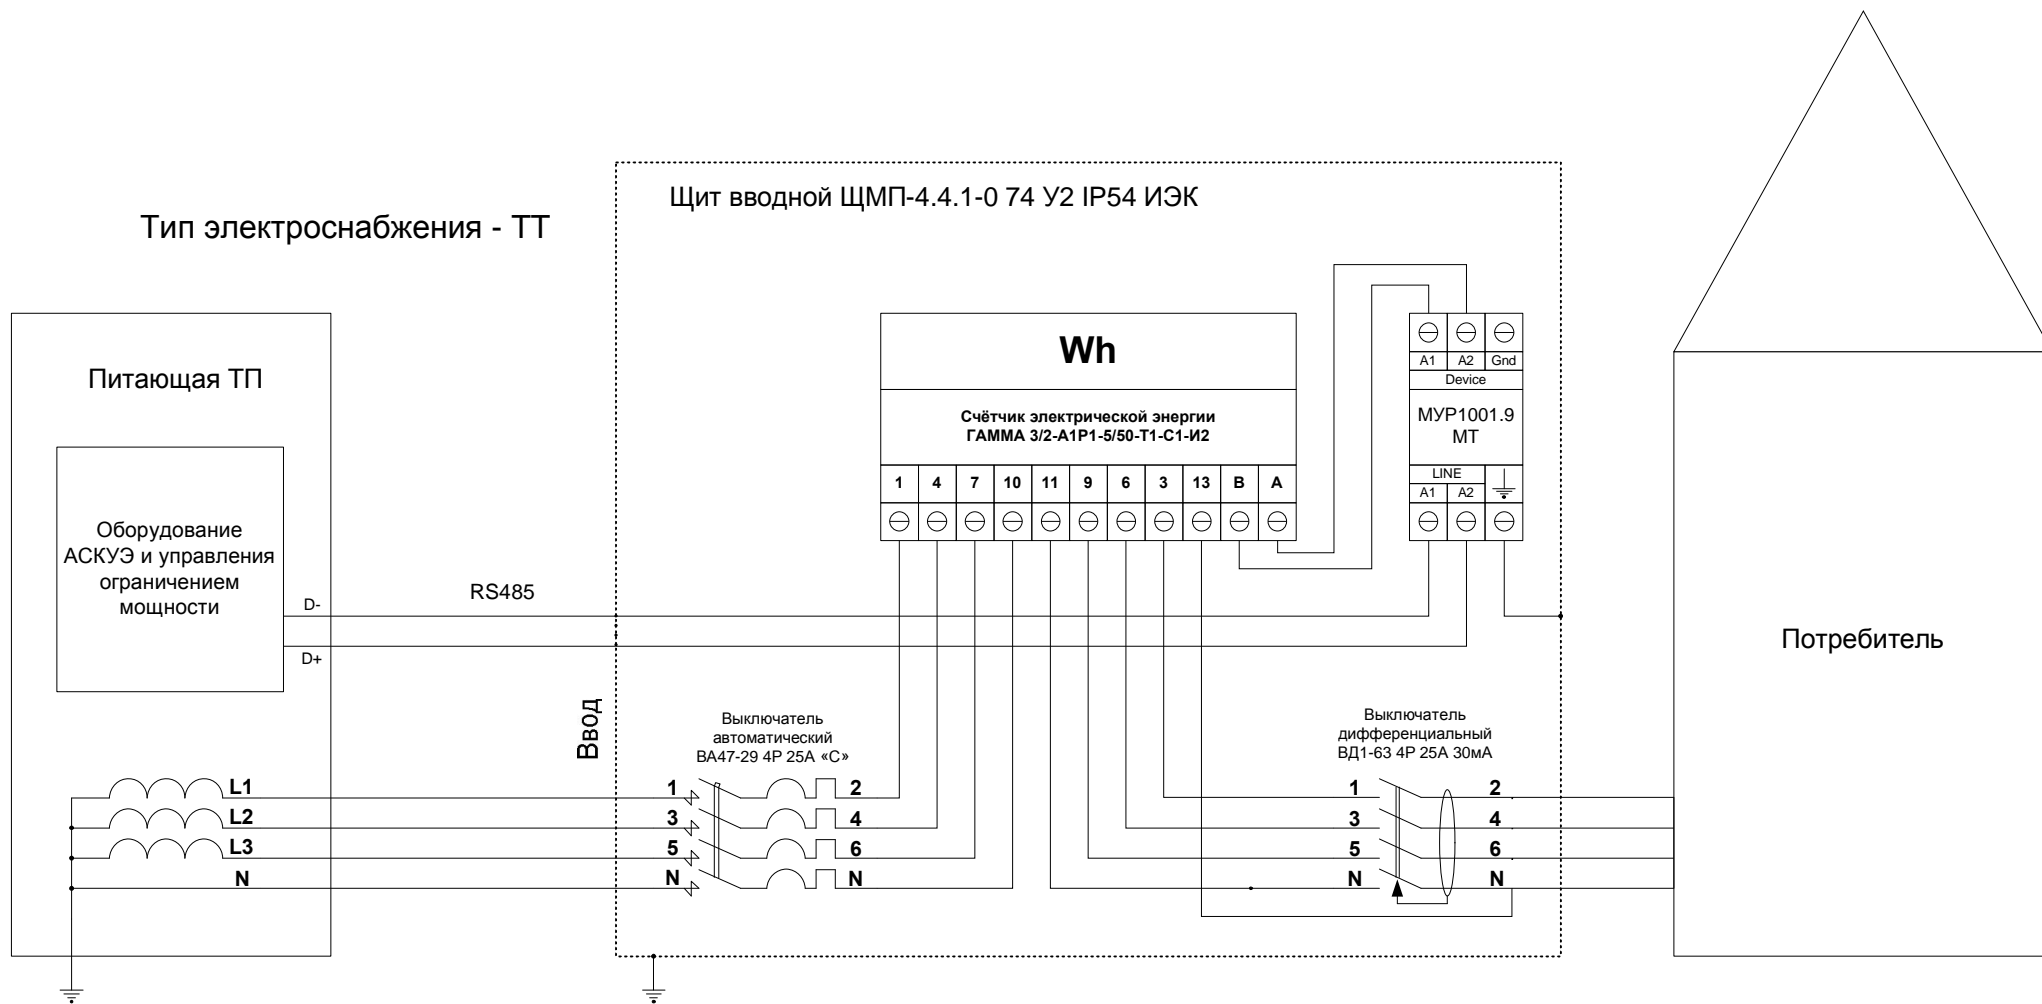 Щит вводной ЩМП-4.4.1-0 74 У2 IP54 ИЭК
Тип электроснабжения - ТТ
Питающая ТП
Оборудование
АСКУЭ и управления
ограничением
мощности
D-
D+
RS485
Ввод
L1
L2
L3
N
Wh
Счётчик электрической энергии
ГАММА 3/2-А1Р1-5/50-Т1-С1-И2
1 4 7 10 11 9 6 3 13 B A
A1 A2 Gnd
Device
МУР1001.9
МТ
LINE
A1 A2
Выключатель
автоматический
ВА47-29 4Р 25А «С»
1 2
3 4
5 6
N N
Выключатель
дифференциальный
ВД1-63 4Р 25А 30мА
1 2
3 4
5 6
N N
Потребитель